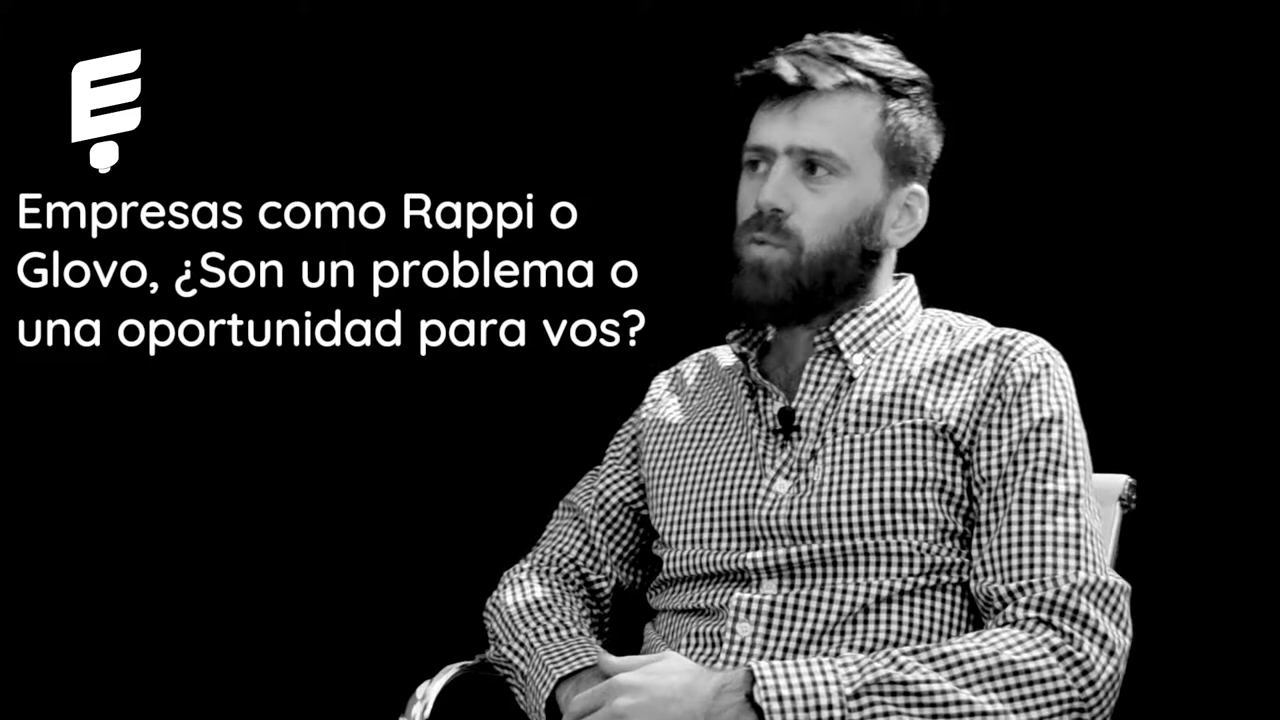 Empresas como Rappi o
Glovo, ¿Son un problema o
una oportunidad para vos?